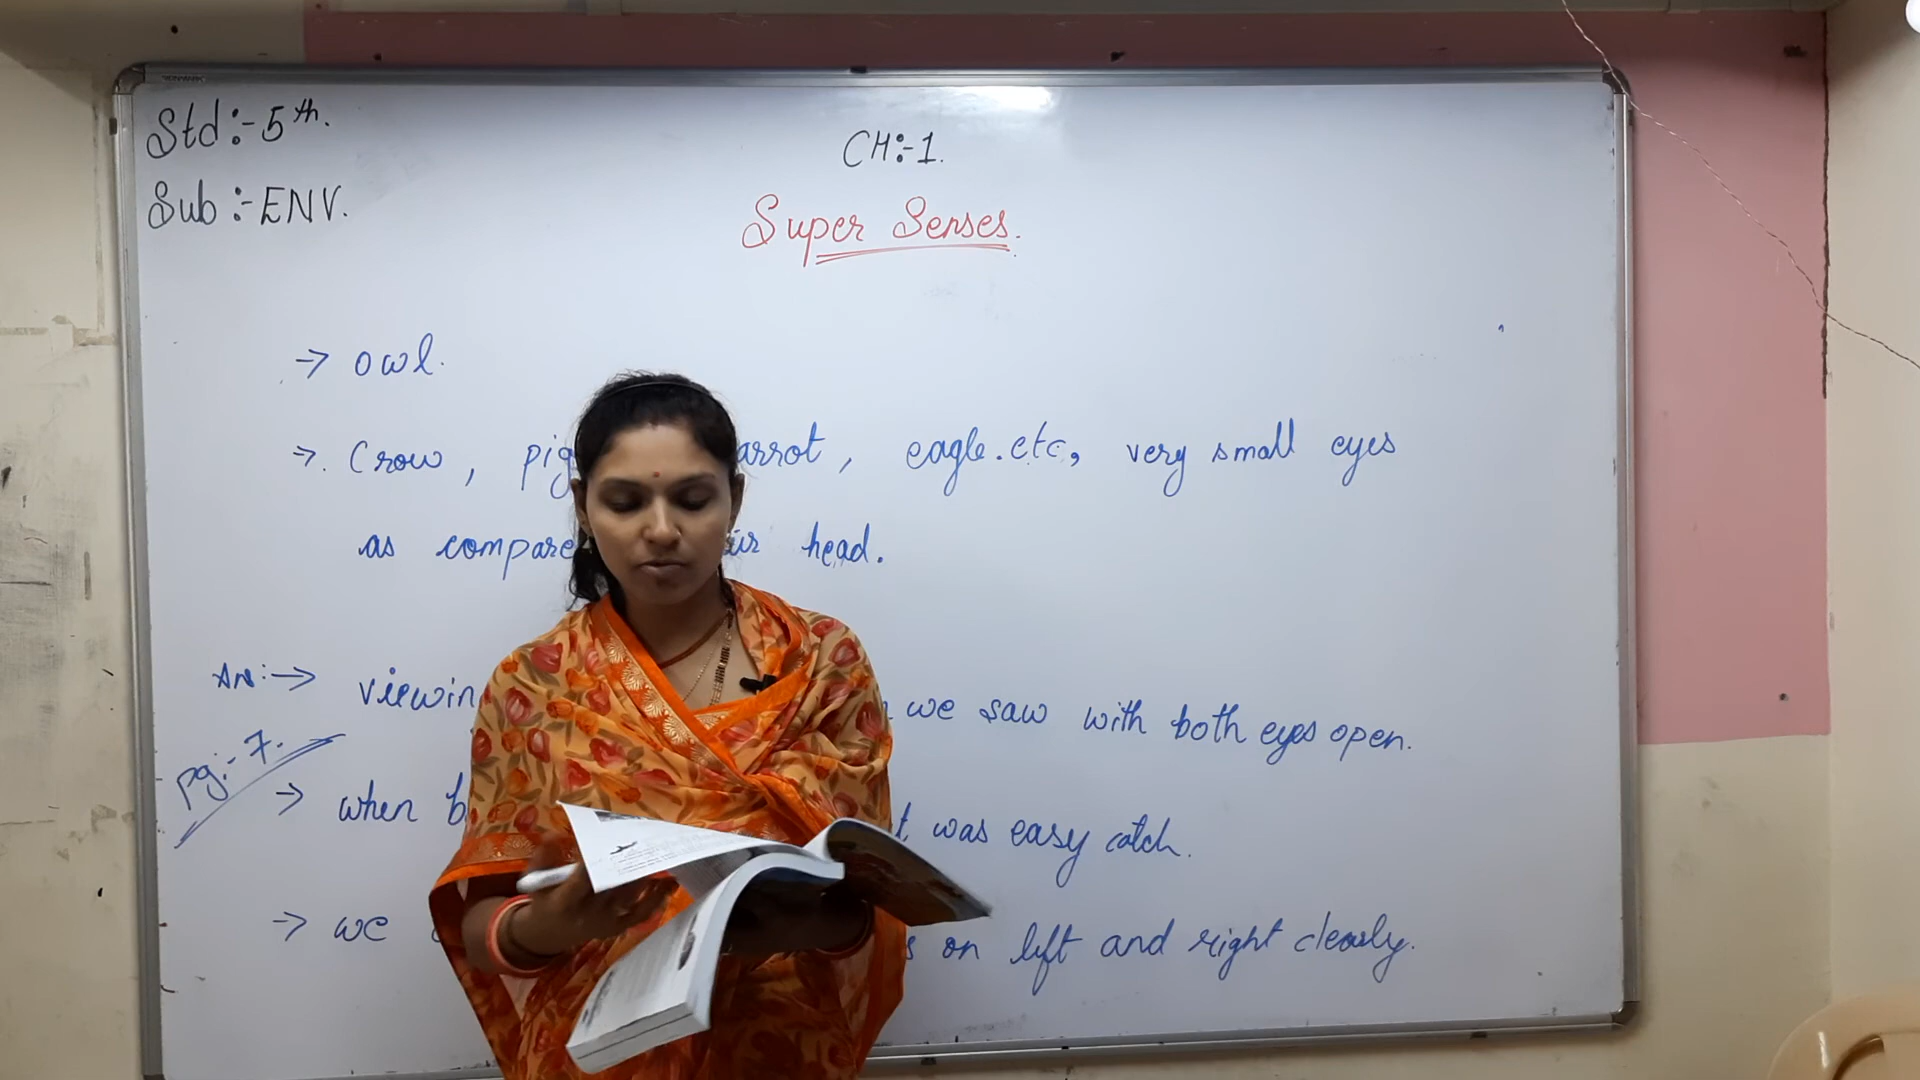 Std:- 5th.
Sub:- ENV.
CH:-1.
Super Senses.
→ owl.
→. Crow, pig arrot, eagle.etc, very small eyes
as compare head.
An:→ viewin we saw with both eyes open.
pg:-7.
→ when b t was easy catch.
→ we s on left and right clearly.